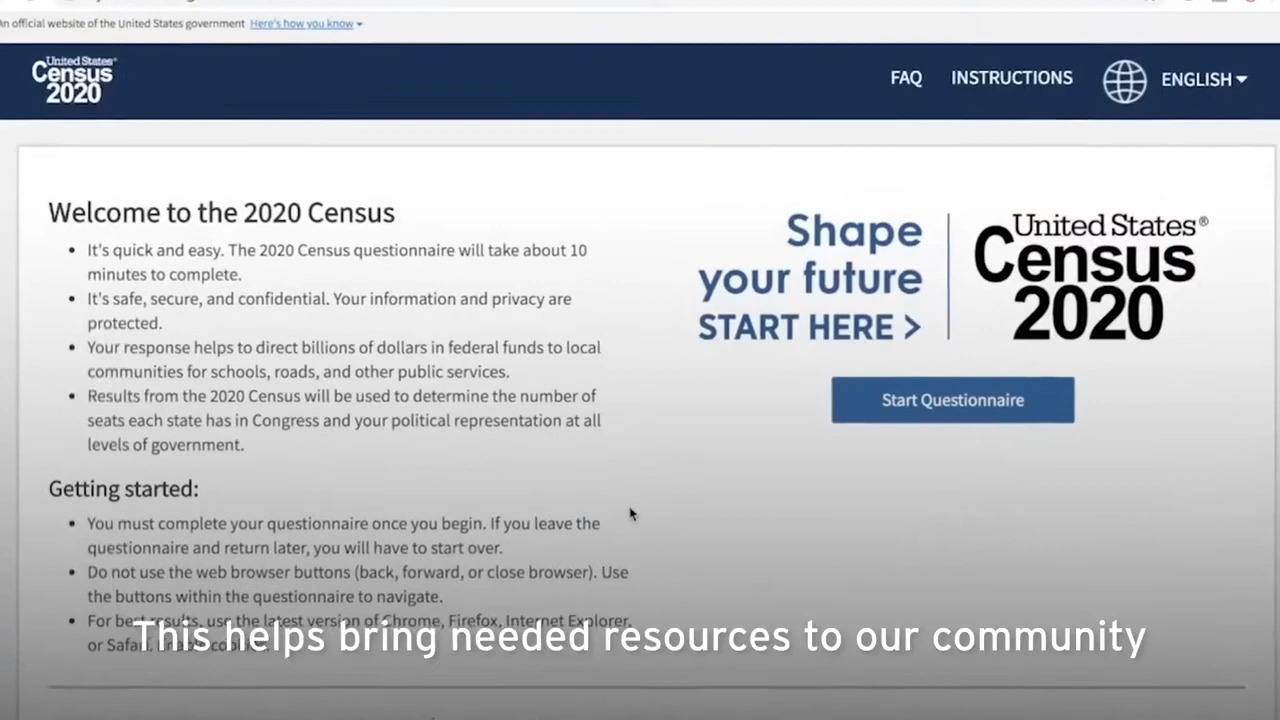 An official website of the United States government Here's how you know
United States®
Census
2020
FAQ INSTRUCTIONS ENGLISH
Welcome to the 2020 Census
• It's quick and easy. The 2020 Census questionnaire will take about 10
minutes to complete.
• It's safe, secure, and confidential. Your information and privacy are
protected.
• Your response helps to direct billions of dollars in federal funds to local
communities for schools, roads, and other public services.
• Results from the 2020 Census will be used to determine the number of
seats each state has in Congress and your political representation at all
levels of government.
Shape
your future
START HERE >
United States®
Census
2020
Start Questionnaire
Getting started:
• You must complete your questionnaire once you begin. If you leave the
questionnaire and return later, you will have to start over.
• Do not use the web browser buttons (back, forward, or close browser). Use
the buttons within the questionnaire to navigate.
• For best results, use the latest version of Chrome, Firefox, Internet Explorer,
or Safari.
This helps bring needed resources to our community